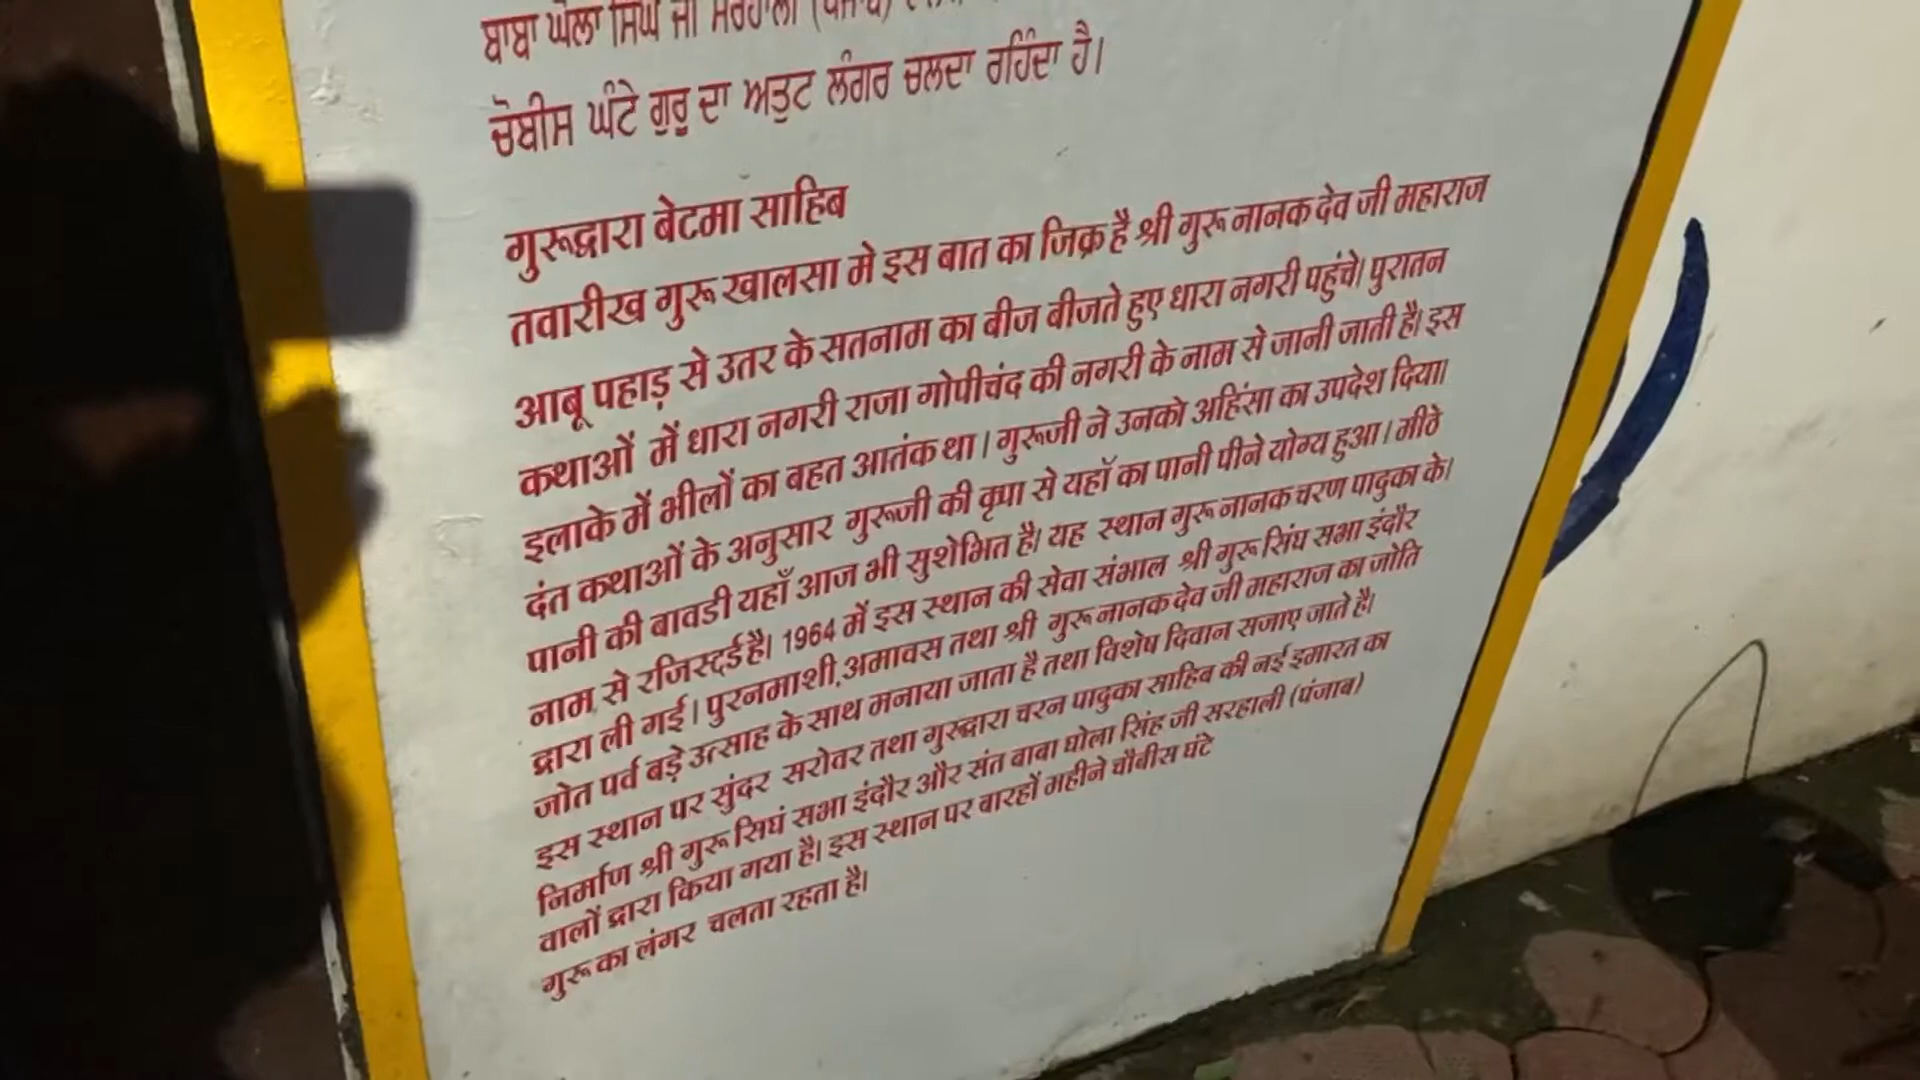 ਬਾਬਾ ਘੋਲਾ ਸਿੰਘ ਜੀ ਸਰਹਾਲੀ (ਪੰਜਾਬ)
ਚੋਬੀਸ ਘੰਟੇ ਗੁਰੂ ਦਾ ਅਤੁਟ ਲੰਗਰ ਚਲਦਾ ਰਹਿੰਦਾ ਹੈ।
गुरूद्वारा बेटमा साहिब
तवारीख गुरू खालसा मे इस बात का जिक्र है श्री गुरू नानक देव जी महाराज
आबू पहाड़ से उतर के सतनाम का बीज बीजते हुए धारा नगरी पहुंचे। पुरातन
कथाओं में धारा नगरी राजा गोपीचंद की नगरी के नाम से जानी जाती है। इस
इलाके में भीलों का बहत आतंक था। गुरूजी ने उनको अहिंसा का उपदेश दिया।
दंत कथाओं के अनुसार गुरूजी की कृपा से यहाॅ का पानी पीने योग्य हुआ। मीठे
पानी की बावडी यहाँ आज भी सुशेभित है। यह स्थान गुरू नानक चरण पादुका के।
नाम से रजिस्टर्ड है। 1964 में इस स्थान की सेवा संभाल श्री गुरू सिंघ सभा इंदौर
द्वारा ली गई। पुरनमाशी, अमावस तथा श्री गुरू नानक देव जी महाराज का जोति
जोत पर्व बड़े उत्साह के साथ मनाया जाता है तथा विशेष दिवान सजाए जाते है।
इस स्थान पर सुंदर सरोवर तथा गुरूद्वारा चरन पादुका साहिब की नई इमारत का
निर्माण श्री गुरू सिघं सभा इंदौर और संत बाबा घोला सिंह जी सरहाली (पंजाब)
वालों द्वारा किया गया है। इस स्थान पर बारहों महीने चौबीस घंटे
गुरू का लंगर चलता रहता है।